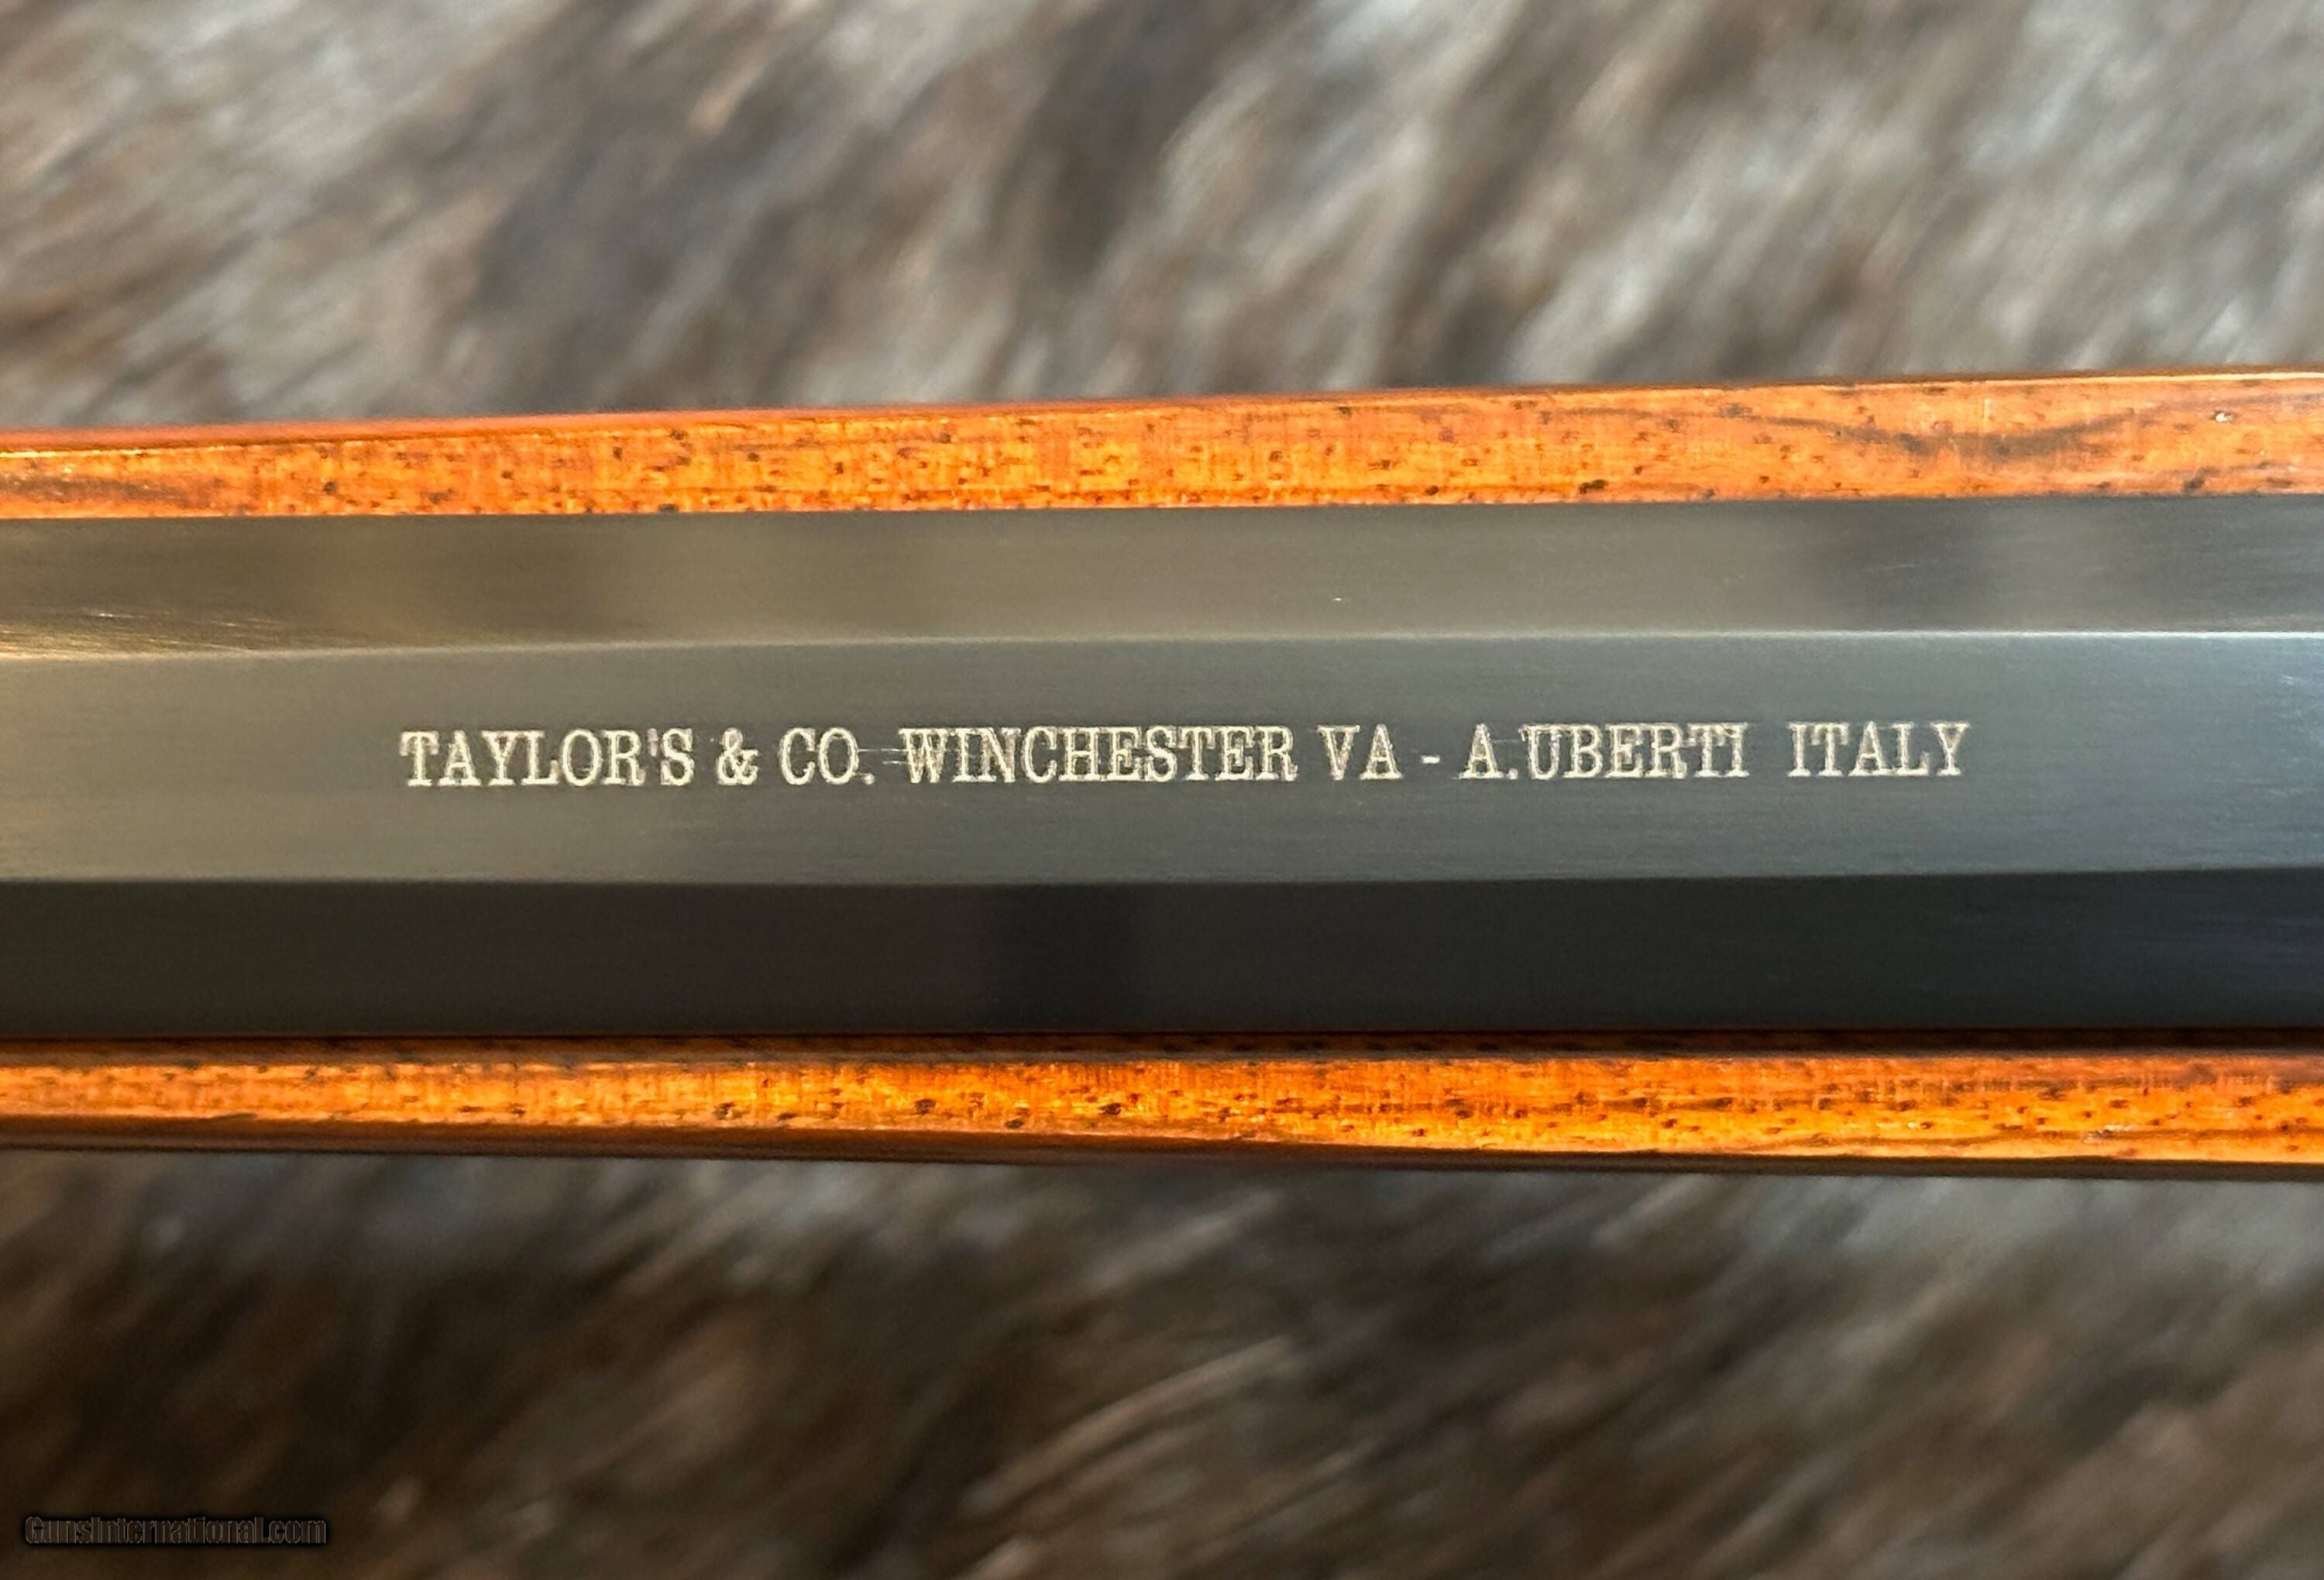 TAYLOR'S & CO. WINCHESTER VA - A.UBERTI ITALY
GunsInternational.com